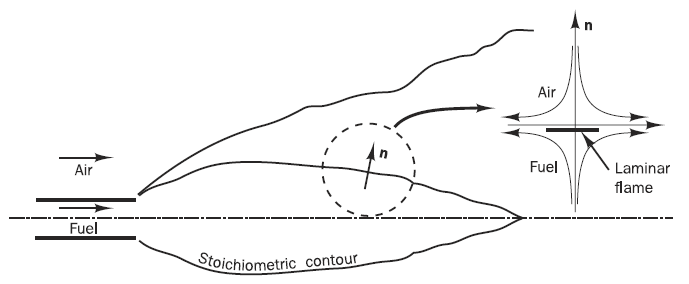 Air
Fuel
Stoichiometric contour
n
n
Air
Fuel
Laminar
flame